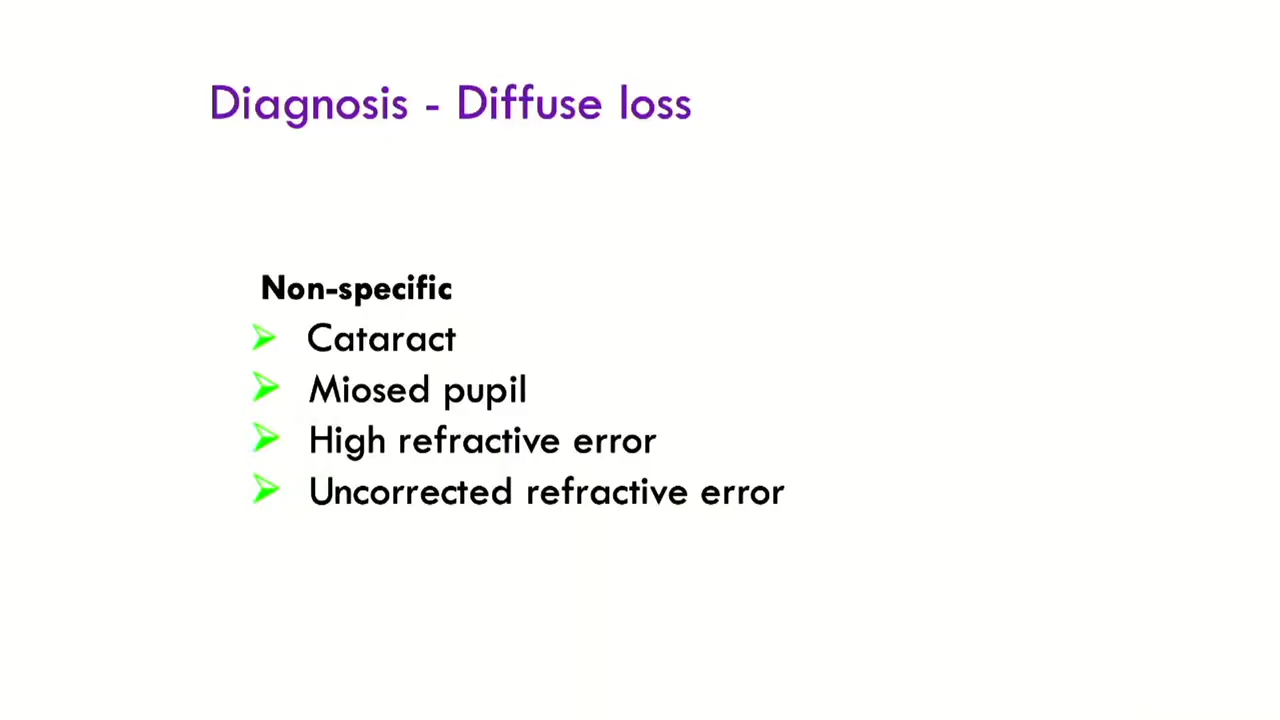 Diagnosis - Diffuse loss
Non-specific
Cataract
Miosed pupil
High refractive error
Uncorrected refractive error